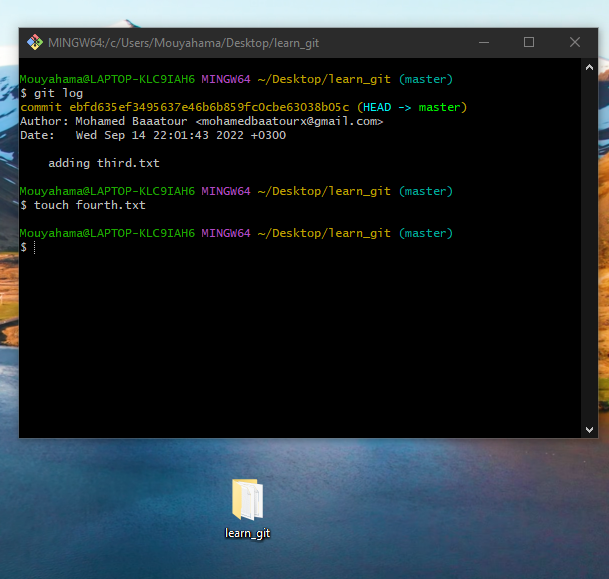 MINGW64:/c/Users/Mouyahama/Desktop/learn_git
Mouyahama@LAPTOP-KLC9IAH6 MINGW64 ~/Desktop/learn_git (master)
$ git log
commit ebfd635ef3495637e46b6b859fc0cbe63038b05c (HEAD -> master)
Author: Mohamed Baaatour <mohamedbaatourx@gmail.com>
Date:   Wed Sep 14 22:01:43 2022 +0300
    adding third.txt
Mouyahama@LAPTOP-KLC9IAH6 MINGW64 ~/Desktop/learn_git (master)
$ touch fourth.txt
Mouyahama@LAPTOP-KLC9IAH6 MINGW64 ~/Desktop/learn_git (master)
$
learn_git